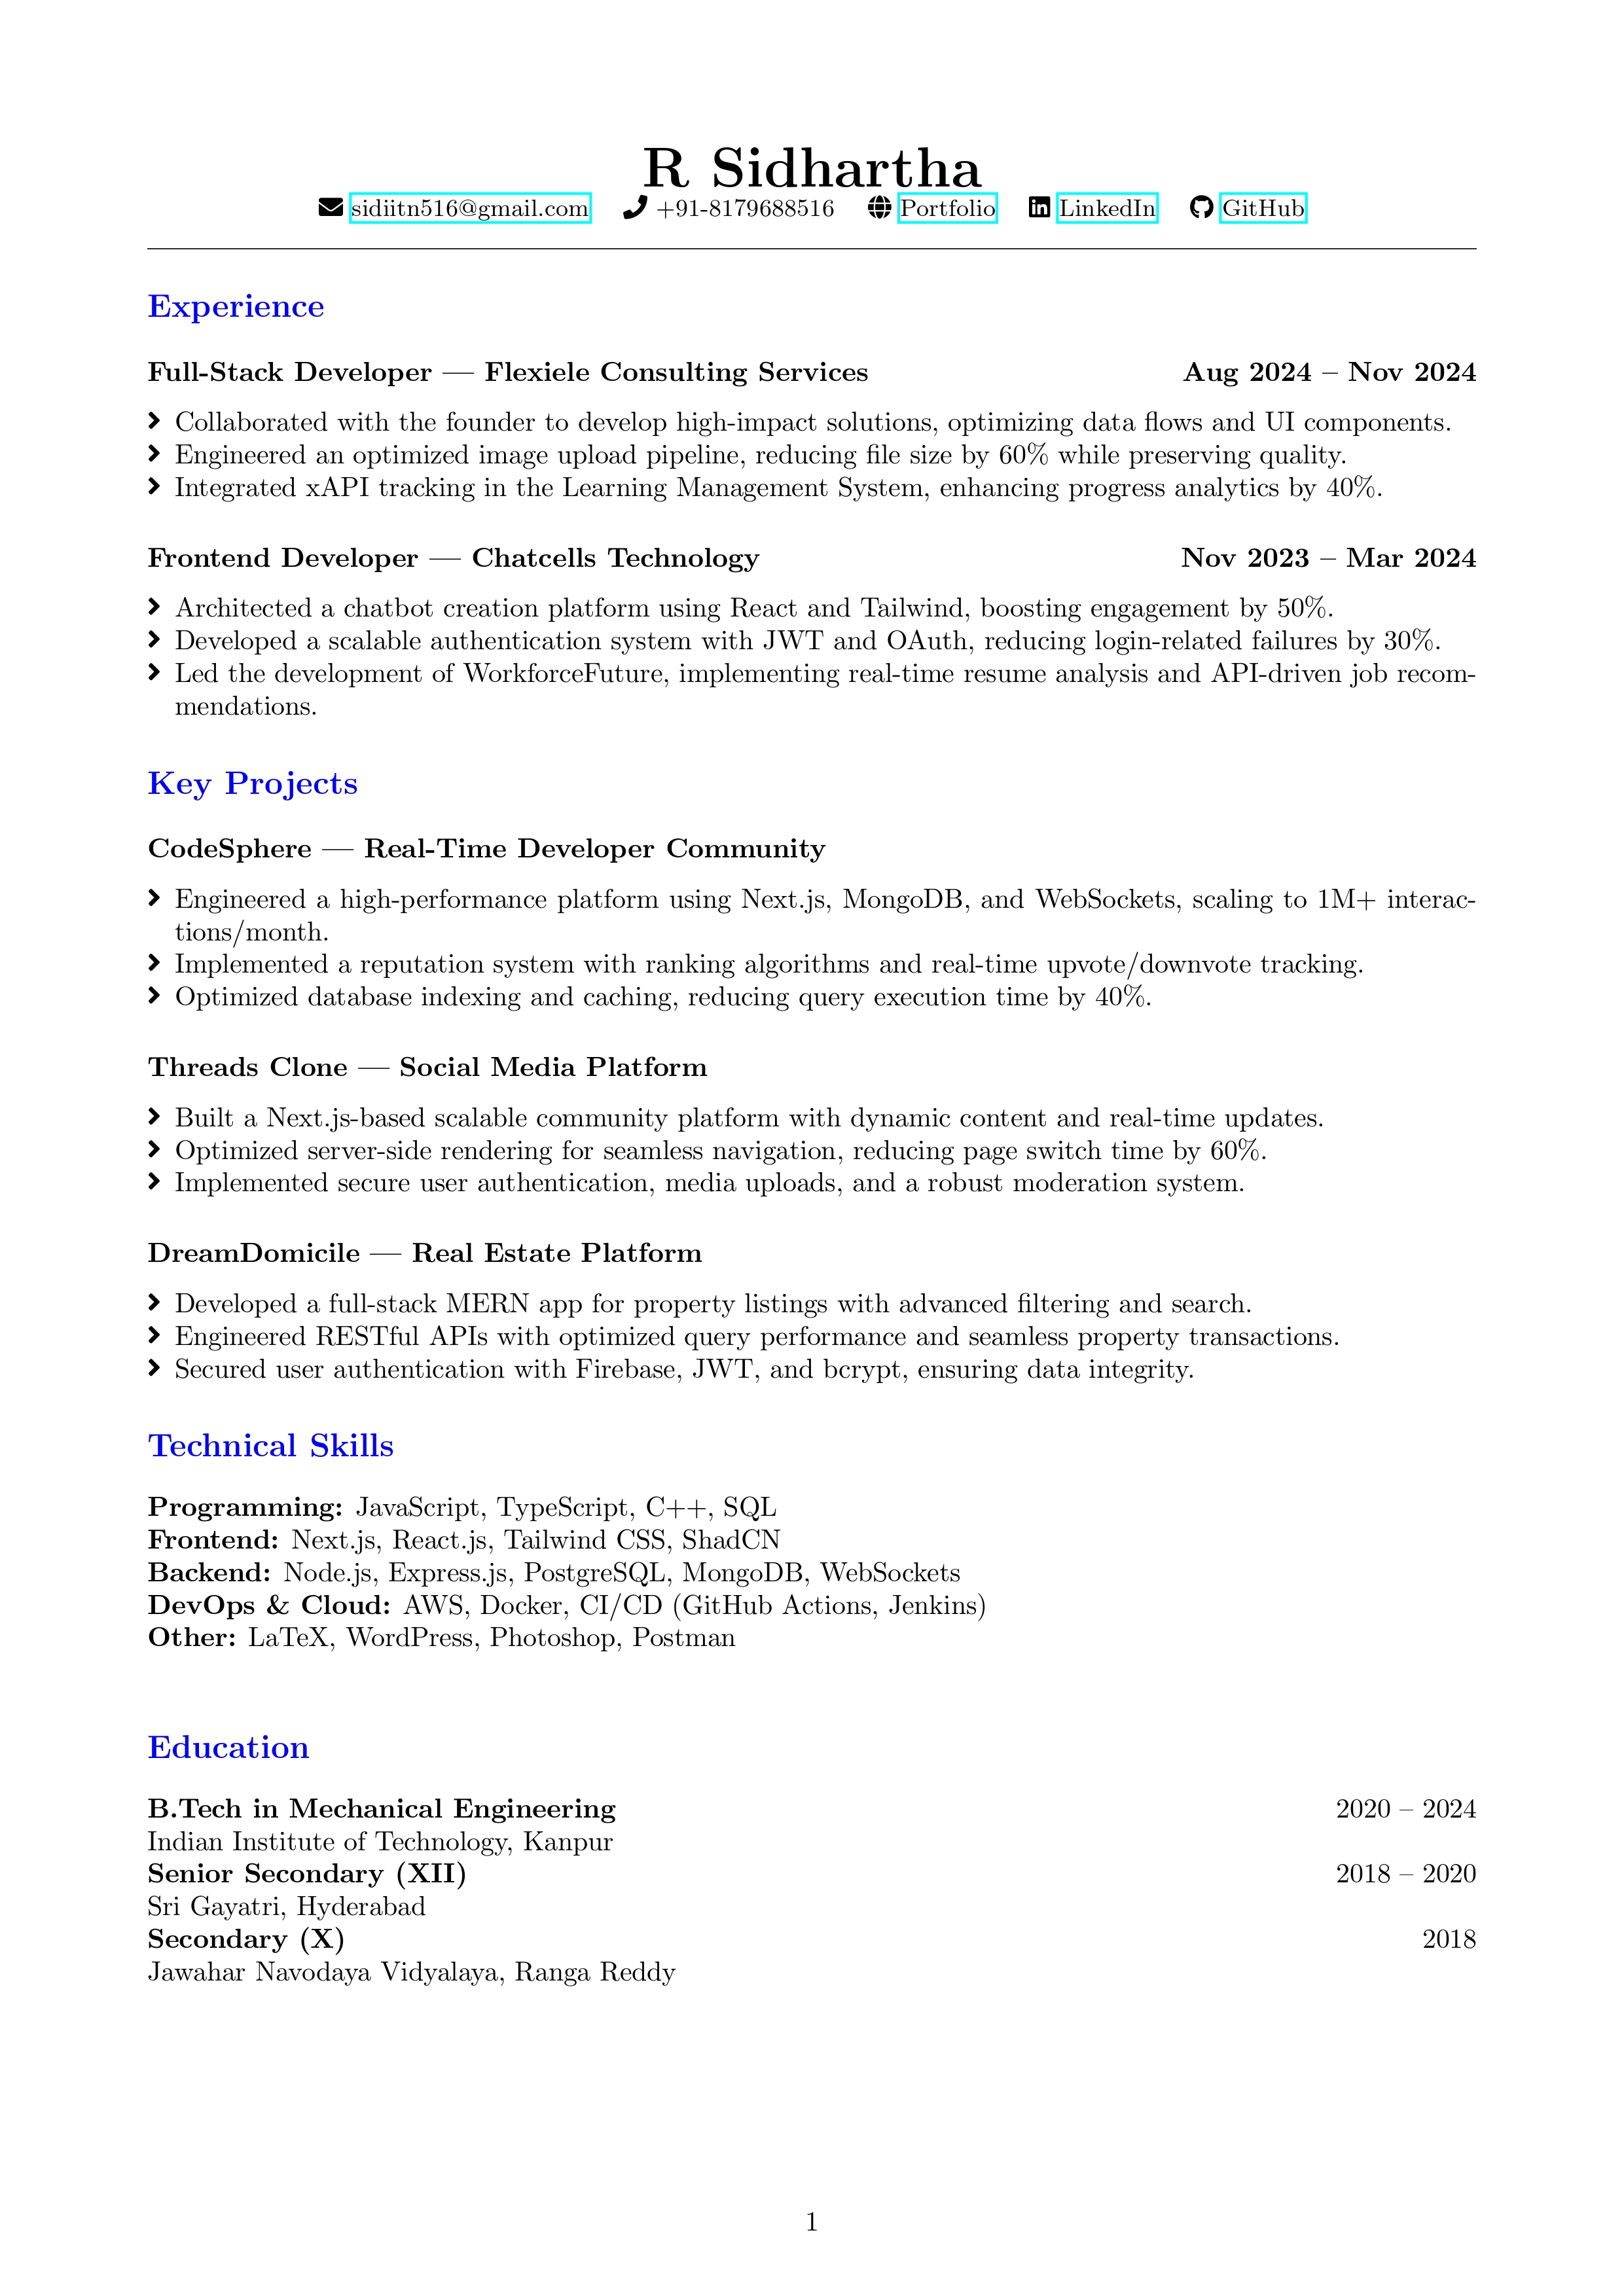 R Sidhartha
sidiitn516@gmail.com +91-8179688516 Portfolio LinkedIn GitHub
Experience
Full-Stack Developer — Flexiele Consulting Services Aug 2024 – Nov 2024
Collaborated with the founder to develop high-impact solutions, optimizing data flows and UI components.
Engineered an optimized image upload pipeline, reducing file size by 60% while preserving quality.
Integrated xAPI tracking in the Learning Management System, enhancing progress analytics by 40%.
Frontend Developer — Chatcells Technology Nov 2023 – Mar 2024
Architected a chatbot creation platform using React and Tailwind, boosting engagement by 50%.
Developed a scalable authentication system with JWT and OAuth, reducing login-related failures by 30%.
Led the development of WorkforceFuture, implementing real-time resume analysis and API-driven job recom-
mendations.
Key Projects
CodeSphere — Real-Time Developer Community
Engineered a high-performance platform using Next.js, MongoDB, and WebSockets, scaling to 1M+ interac-
tions/month.
Implemented a reputation system with ranking algorithms and real-time upvote/downvote tracking.
Optimized database indexing and caching, reducing query execution time by 40%.
Threads Clone — Social Media Platform
Built a Next.js-based scalable community platform with dynamic content and real-time updates.
Optimized server-side rendering for seamless navigation, reducing page switch time by 60%.
Implemented secure user authentication, media uploads, and a robust moderation system.
DreamDomicile — Real Estate Platform
Developed a full-stack MERN app for property listings with advanced filtering and search.
Engineered RESTful APIs with optimized query performance and seamless property transactions.
Secured user authentication with Firebase, JWT, and bcrypt, ensuring data integrity.
Technical Skills
Programming: JavaScript, TypeScript, C++, SQL
Frontend: Next.js, React.js, Tailwind CSS, ShadCN
Backend: Node.js, Express.js, PostgreSQL, MongoDB, WebSockets
DevOps & Cloud: AWS, Docker, CI/CD (GitHub Actions, Jenkins)
Other: LaTeX, WordPress, Photoshop, Postman
Education
B.Tech in Mechanical Engineering 2020 – 2024
Indian Institute of Technology, Kanpur
Senior Secondary (XII) 2018 – 2020
Sri Gayatri, Hyderabad
Secondary (X) 2018
Jawahar Navodaya Vidyalaya, Ranga Reddy
1